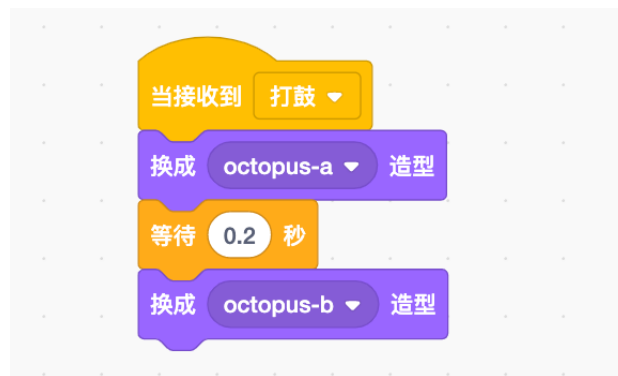 当接收到 打鼓
换成 octopus-a 造型
等待 0.2 秒
换成 octopus-b 造型